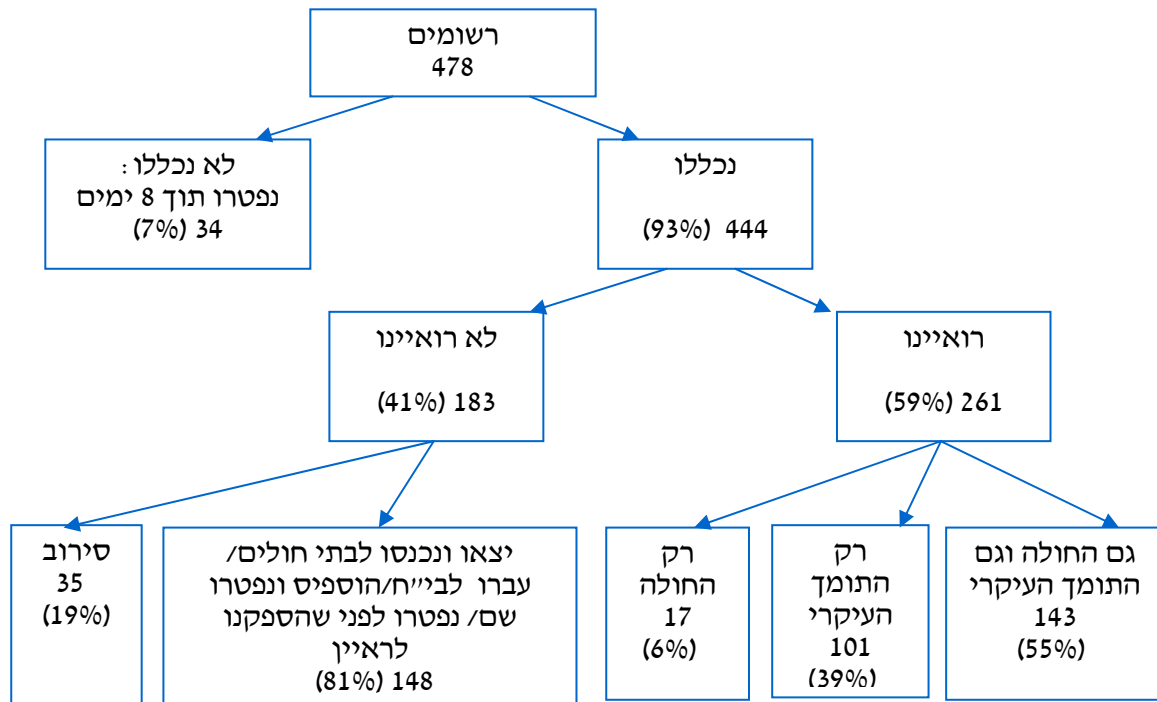 רשומים
478
לא נכללו :
נפטרו תוך 8 ימים
34 (7%)
נכללו
444 (93%)
לא רואיינו
183 (41%)
רואיינו
261 (59%)
סירוב
35
(19%)
יצאו ונכנסו לבתי חולים/
עברו לבי״ח/הוספיס ונפטרו
שם/ נפטרו לפני שהספקנו
לראיין
148 (81%)
רק
החולה
17
(6%)
רק
התומך
העיקרי
101
(39%)
גם החולה וגם
התומך העיקרי
143
(55%)